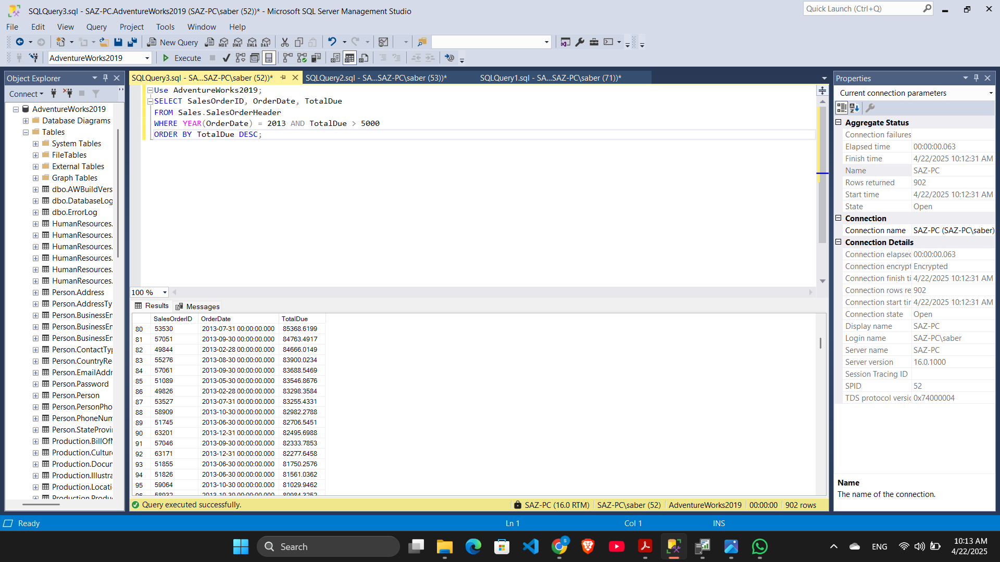 SQLQuery3.sql - SAZ-PC.AdventureWorks2019 (SAZ-PC\saber (52))* - Microsoft SQL Server Management Studio
Quick Launch (Ctrl+Q)
File Edit View Query Project Tools Window Help
New Query MDX DMX XMLA DAX
AdventureWorks2019 Execute
Object Explorer
Connect
AdventureWorks2019
Database Diagrams
Tables
System Tables
FileTables
External Tables
Graph Tables
dbo.AWBuildVers
dbo.DatabaseLog
dbo.ErrorLog
HumanResources.
HumanResources.
HumanResources.
HumanResources.
HumanResources.
HumanResources.
Person.Address
Person.AddressTy
Person.BusinessEr
Person.BusinessEr
Person.BusinessEr
Person.ContactTyp
Person.CountryRe
Person.EmailAddr
Person.Password
Person.Person
Person.PersonPho
Person.PhoneNum
Person.StateProvi
Production.BillOfM
Production.Culture
Production.Docur
Production.Illustra
Production.Locati
Production.Produ
SQLQuery3.sql - SA...SAZ-PC\saber (52))* SQLQuery2.sql - SA...SAZ-PC\saber (53))* SQLQuery1.sql - SA...SAZ-PC\saber (71))*
Use AdventureWorks2019;
SELECT SalesOrderID, OrderDate, TotalDue
FROM Sales.SalesOrderHeader
WHERE YEAR(OrderDate) = 2013 AND TotalDue > 5000
ORDER BY TotalDue DESC;
100 %
Results Messages
SalesOrderID OrderDate TotalDue
80 53530 2013-07-31 00:00:00.000 85368.6199
81 57051 2013-09-30 00:00:00.000 84763.4917
82 49844 2013-02-28 00:00:00.000 84666.0149
83 55276 2013-08-30 00:00:00.000 83900.0234
84 57061 2013-09-30 00:00:00.000 83688.5469
85 51089 2013-05-30 00:00:00.000 83546.8676
86 49826 2013-02-28 00:00:00.000 83298.3584
87 53527 2013-07-31 00:00:00.000 83255.4331
88 58909 2013-10-30 00:00:00.000 82982.2788
89 51745 2013-06-30 00:00:00.000 82706.5451
90 63201 2013-12-31 00:00:00.000 82495.6988
91 57046 2013-09-30 00:00:00.000 82333.7853
92 63171 2013-12-31 00:00:00.000 82277.6458
93 51855 2013-06-30 00:00:00.000 81750.2576
94 51826 2013-06-30 00:00:00.000 81561.0362
95 59064 2013-10-30 00:00:00.000 81029.9462
96 58932 2013-10-30 00:00:00.000 80984.3252
Query executed successfully. SAZ-PC (16.0 RTM) SAZ-PC\saber (52) AdventureWorks2019 00:00:00 902 rows
Properties
Current connection parameters
Aggregate Status
Connection failures
Elapsed time 00:00:00.063
Finish time 4/22/2025 10:12:31 AM
Name SAZ-PC
Rows returned 902
Start time 4/22/2025 10:12:31 AM
State Open
Connection
Connection name SAZ-PC (SAZ-PC\saber)
Connection Details
Connection elapsec 00:00:00.063
Connection encrypt Encrypted
Connection finish ti 4/22/2025 10:12:31 AM
Connection rows re 902
Connection start tir 4/22/2025 10:12:31 AM
Connection state Open
Display name SAZ-PC
Login name SAZ-PC\saber
Server name SAZ-PC
Server version 16.0.1000
Session Tracing ID
SPID 52
TDS protocol versic 0x74000004
Name
The name of the connection.
Ready Ln 1 Col 1 INS
Search
ENG
10:13 AM
4/22/2025